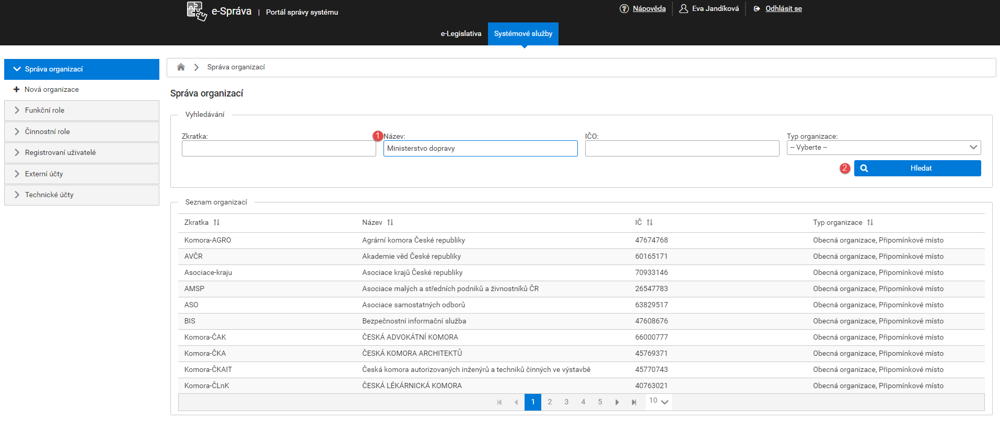 e-Správa | Portál správy systému
Nápověda
Eva Jandíková
Odhlásit se
e-Legislativa
Systémové služby
Správa organizací
Nová organizace
Funkční role
Činnostní role
Registrovaní uživatelé
Externí účty
Technické účty
Správa organizací
Správa organizací
Vyhledávání
Zkratka:
1 Název:
IČO:
Typ organizace:
Ministerstvo dopravy
-- Vyberte --
2 Hledat
Seznam organizací
Zkratka Název IČ Typ organizace
Komora-AGRO Agrární komora České republiky 47674768 Obecná organizace, Připomínkové místo
AVČR Akademie věd České republiky 60165171 Obecná organizace, Připomínkové místo
Asociace-kraju Asociace krajů České republiky 70933146 Obecná organizace, Připomínkové místo
AMSP Asociace malých a středních podniků a živnostníků ČR 26547783 Obecná organizace, Připomínkové místo
ASO Asociace samostatných odborů 63829517 Obecná organizace, Připomínkové místo
BIS Bezpečnostní informační služba 47608676 Obecná organizace, Připomínkové místo
Komora-ČAK ČESKÁ ADVOKÁTNÍ KOMORA 66000777 Obecná organizace, Připomínkové místo
Komora-ČKA ČESKÁ KOMORA ARCHITEKTŮ 45769371 Obecná organizace, Připomínkové místo
Komora-ČKAIT Česká komora autorizovaných inženýrů a techniků činných ve výstavbě 45770743 Obecná organizace, Připomínkové místo
Komora-ČLnK ČESKÁ LÉKÁRNICKÁ KOMORA 40763021 Obecná organizace, Připomínkové místo
1 2 3 4 5 10